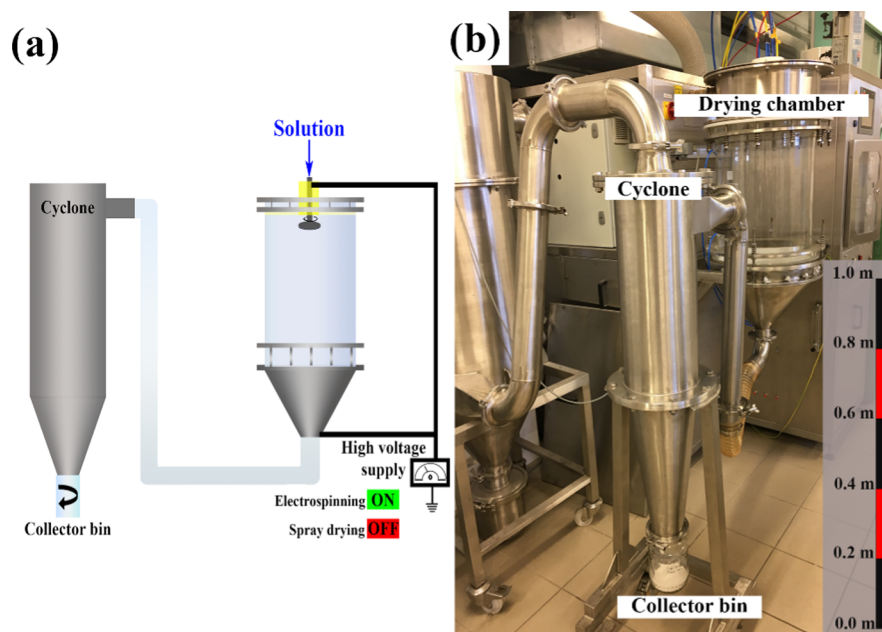 (a)
Solution
Cyclone
High voltage
supply
Electrospinning ON
Spray drying OFF
Collector bin
(b)
Drying chamber
Cyclone
1.0 m
0.8 m
0.6 m
0.4 m
0.2 m
0.0 m
Collector bin